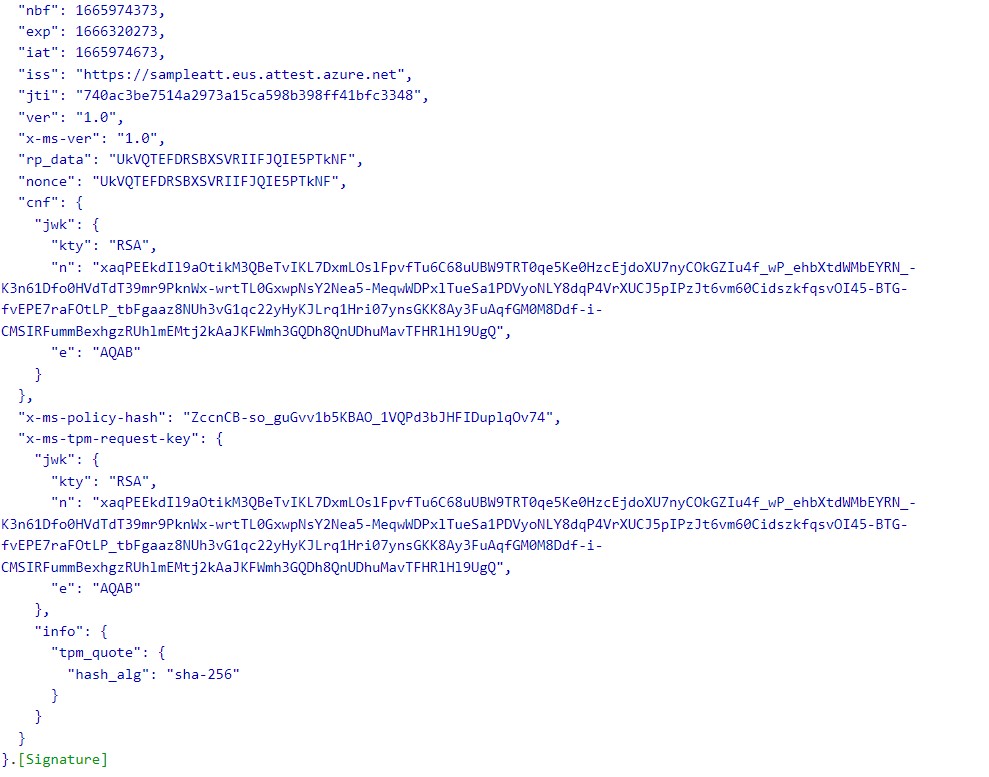 "nbf": 1665974373,
"exp": 1666320273,
"iat": 1665974673,
"iss": "https://sampleatt.eus.attest.azure.net",
"jti": "740ac3be7514a2973a15ca598b398ff41bfc3348",
"ver": "1.0",
"x-ms-ver": "1.0",
"rp_data": "UkVQTEFDRSBXSVRIIFJQIE5PTkNF",
"nonce": "UkVQTEFDRSBXSVRIIFJQIE5PTkNF",
"cnf": {
"jwk": {
"kty": "RSA",
"n": "xaqPEEkdIl9aOtikM3QBeTvIKL7DxmLOslFpvfTu6C68uUBW9TRT0qe5Ke0HzcEjdoXU7nyCOkGZIu4f_wP_ehbXtdWMbEYRN_-
K3n61Dfo0HVdTdT39mr9PknWx-wrtTL0GxwpNsY2Nea5-MeqwWDPxlTueSa1PDVyoNLY8dqP4VrXUCJ5pIPzJt6vm60CidszkfqsvOI45-BTG-
fvEPE7raFOtLP_tbFgaaz8NUh3vG1qc22yHyKJLrq1Hri07ynsGKK8Ay3FuAqfGM0M8Ddf-i-
CMSIRFummBexhgzRUhlmEMtj2kAaJKFWmh3GQDh8QnUDhuMavTFHRlHl9UgQ",
"e": "AQAB"
}
},
"x-ms-policy-hash": "ZccnCB-so_guGvv1b5KBAO_1VQPd3bJHFIDuplqOv74",
"x-ms-tpm-request-key": {
"jwk": {
"kty": "RSA",
"n": "xaqPEEkdIl9aOtikM3QBeTvIKL7DxmLOslFpvfTu6C68uUBW9TRT0qe5Ke0HzcEjdoXU7nyCOkGZIu4f_wP_ehbXtdWMbEYRN_-
K3n61Dfo0HVdTdT39mr9PknWx-wrtTL0GxwpNsY2Nea5-MeqwWDPxlTueSa1PDVyoNLY8dqP4VrXUCJ5pIPzJt6vm60CidszkfqsvOI45-BTG-
fvEPE7raFOtLP_tbFgaaz8NUh3vG1qc22yHyKJLrq1Hri07ynsGKK8Ay3FuAqfGM0M8Ddf-i-
CMSIRFummBexhgzRUhlmEMtj2kAaJKFWmh3GQDh8QnUDhuMavTFHRlHl9UgQ",
"e": "AQAB"
},
"info": {
"tpm_quote": {
"hash_alg": "sha-256"
}
}
}
}.[Signature]